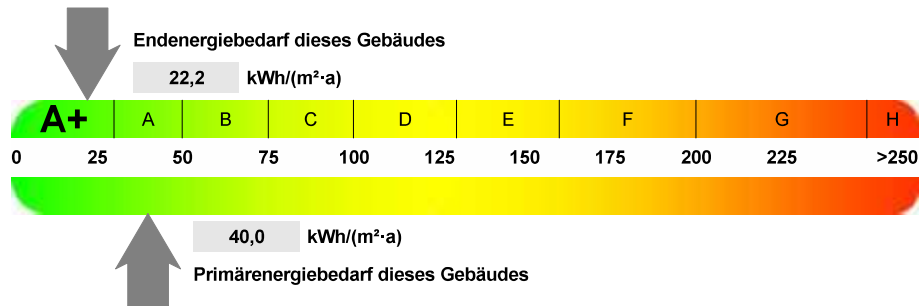 Endenergiebedarf dieses Gebäudes
22,2 kWh/(m²·a)
A+ A B C D E F G H
0 25 50 75 100 125 150 175 200 225 >250
40,0 kWh/(m²·a)
Primärenergiebedarf dieses Gebäudes